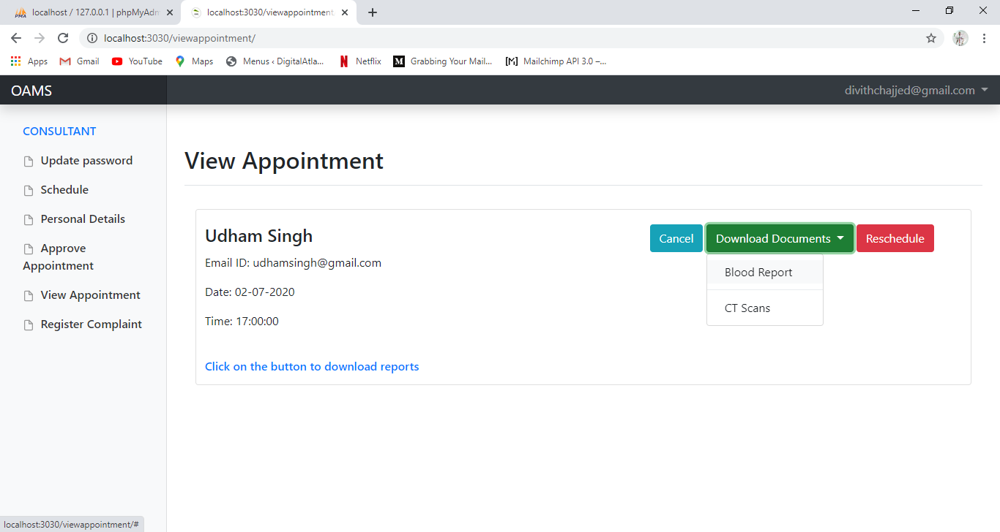 localhost / 127.0.0.1 | phpMyAdm
localhost:3030/viewappointment
localhost:3030/viewappointment/
Apps
Gmail
YouTube
Maps
Menus ‹ DigitalAtla...
Netflix
Grabbing Your Mail...
Mailchimp API 3.0 –...
OAMS
divithchajjed@gmail.com
CONSULTANT
Update password
Schedule
Personal Details
Approve
Appointment
View Appointment
Register Complaint
View Appointment
Udham Singh
Cancel
Download Documents
Reschedule
Email ID: udhamsingh@gmail.com
Blood Report
Date: 02-07-2020
CT Scans
Time: 17:00:00
Click on the button to download reports
localhost:3030/viewappointment/#